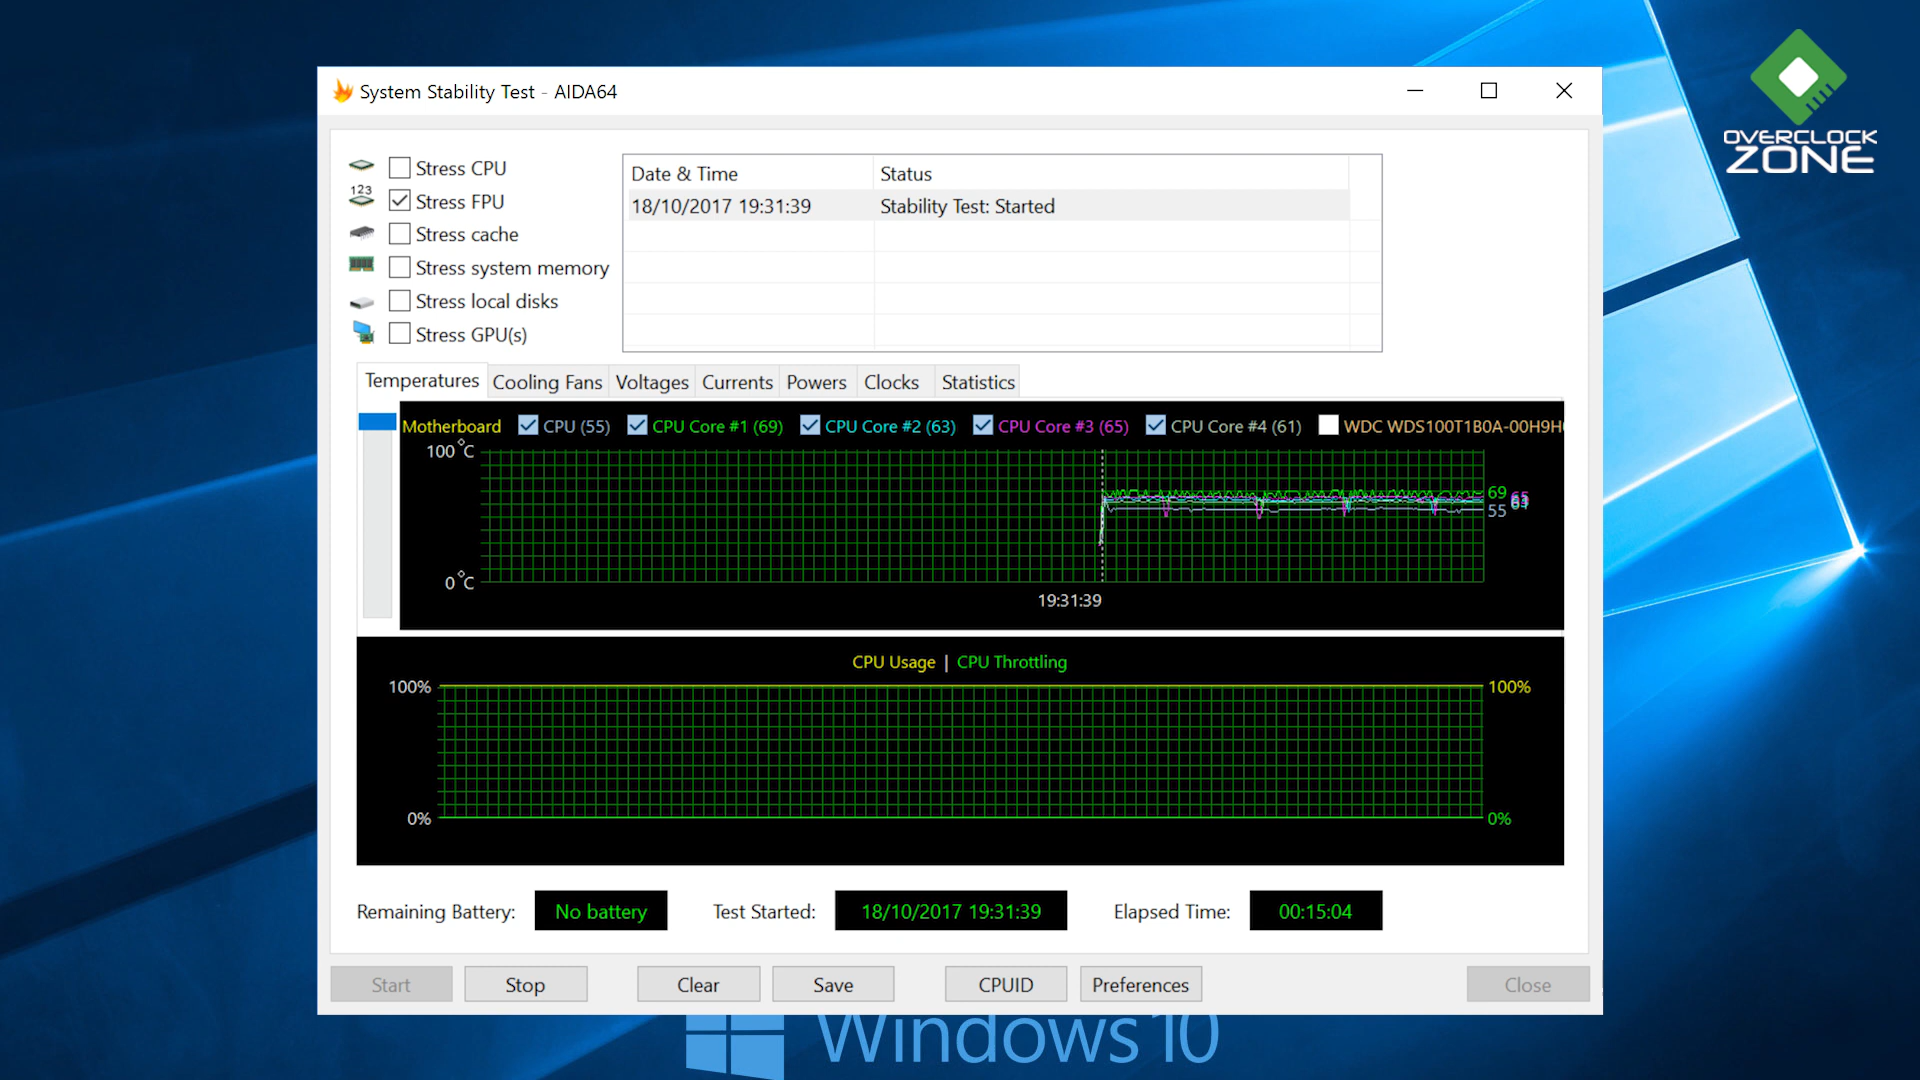 System Stability Test - AIDA64
OVERCLOCK
ZONE
Stress CPU
123
Stress FPU
Stress cache
Stress system memory
Stress local disks
Stress GPU(s)
Date & Time Status
18/10/2017 19:31:39 Stability Test: Started
Temperatures Cooling Fans Voltages Currents Powers Clocks Statistics
Motherboard CPU (55) CPU Core #1 (69) CPU Core #2 (63) CPU Core #3 (65) CPU Core #4 (61) WDC WDS100T1B0A-00H9H
100°C
69 65
55
0°C
19:31:39
CPU Usage | CPU Throttling
100% 100%
0% 0%
Remaining Battery: No battery Test Started: 18/10/2017 19:31:39 Elapsed Time: 00:15:04
Start Stop Clear Save CPUID Preferences Close
Windows 10